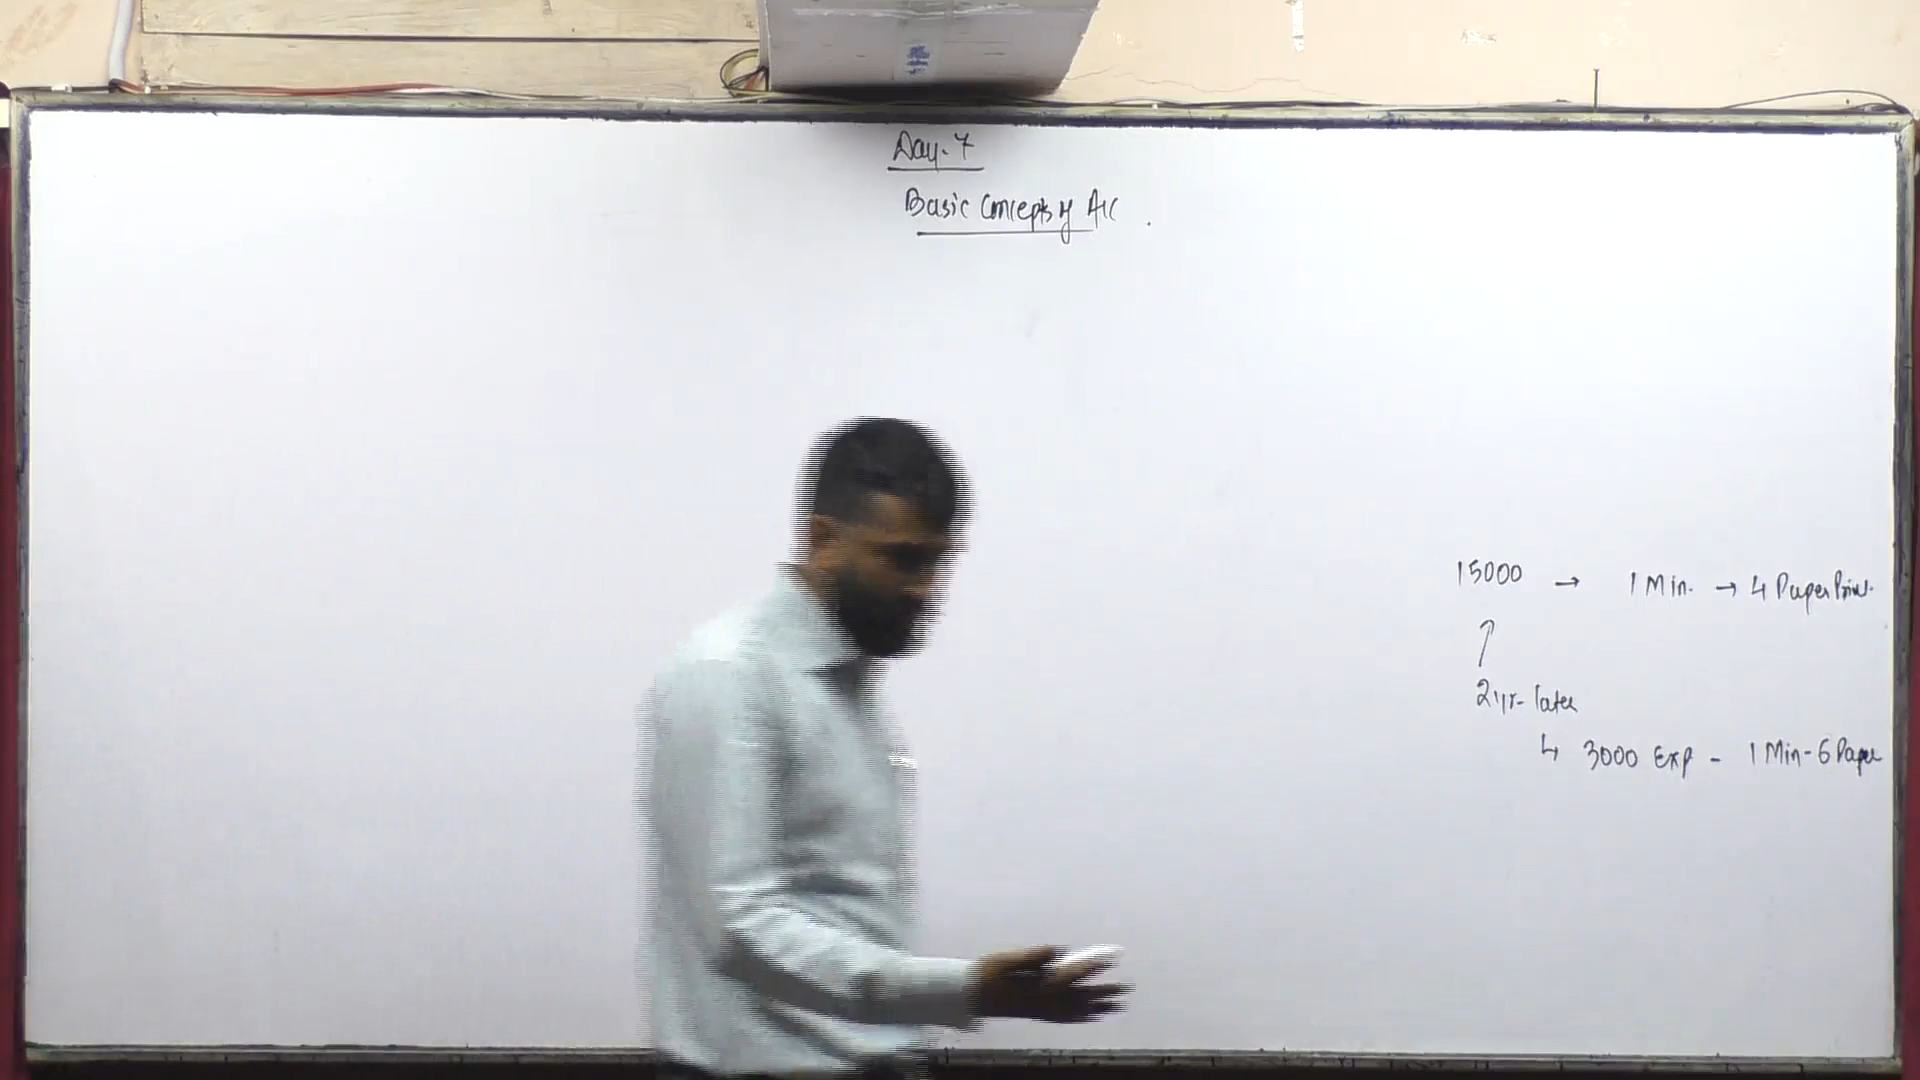 Day. 7
Basic Concepts of A/C .
15000 → 1 Min. → 4 Paper Print.
↑
2 yr. later
↳ 3000 Exp - 1 Min - 6 Paper